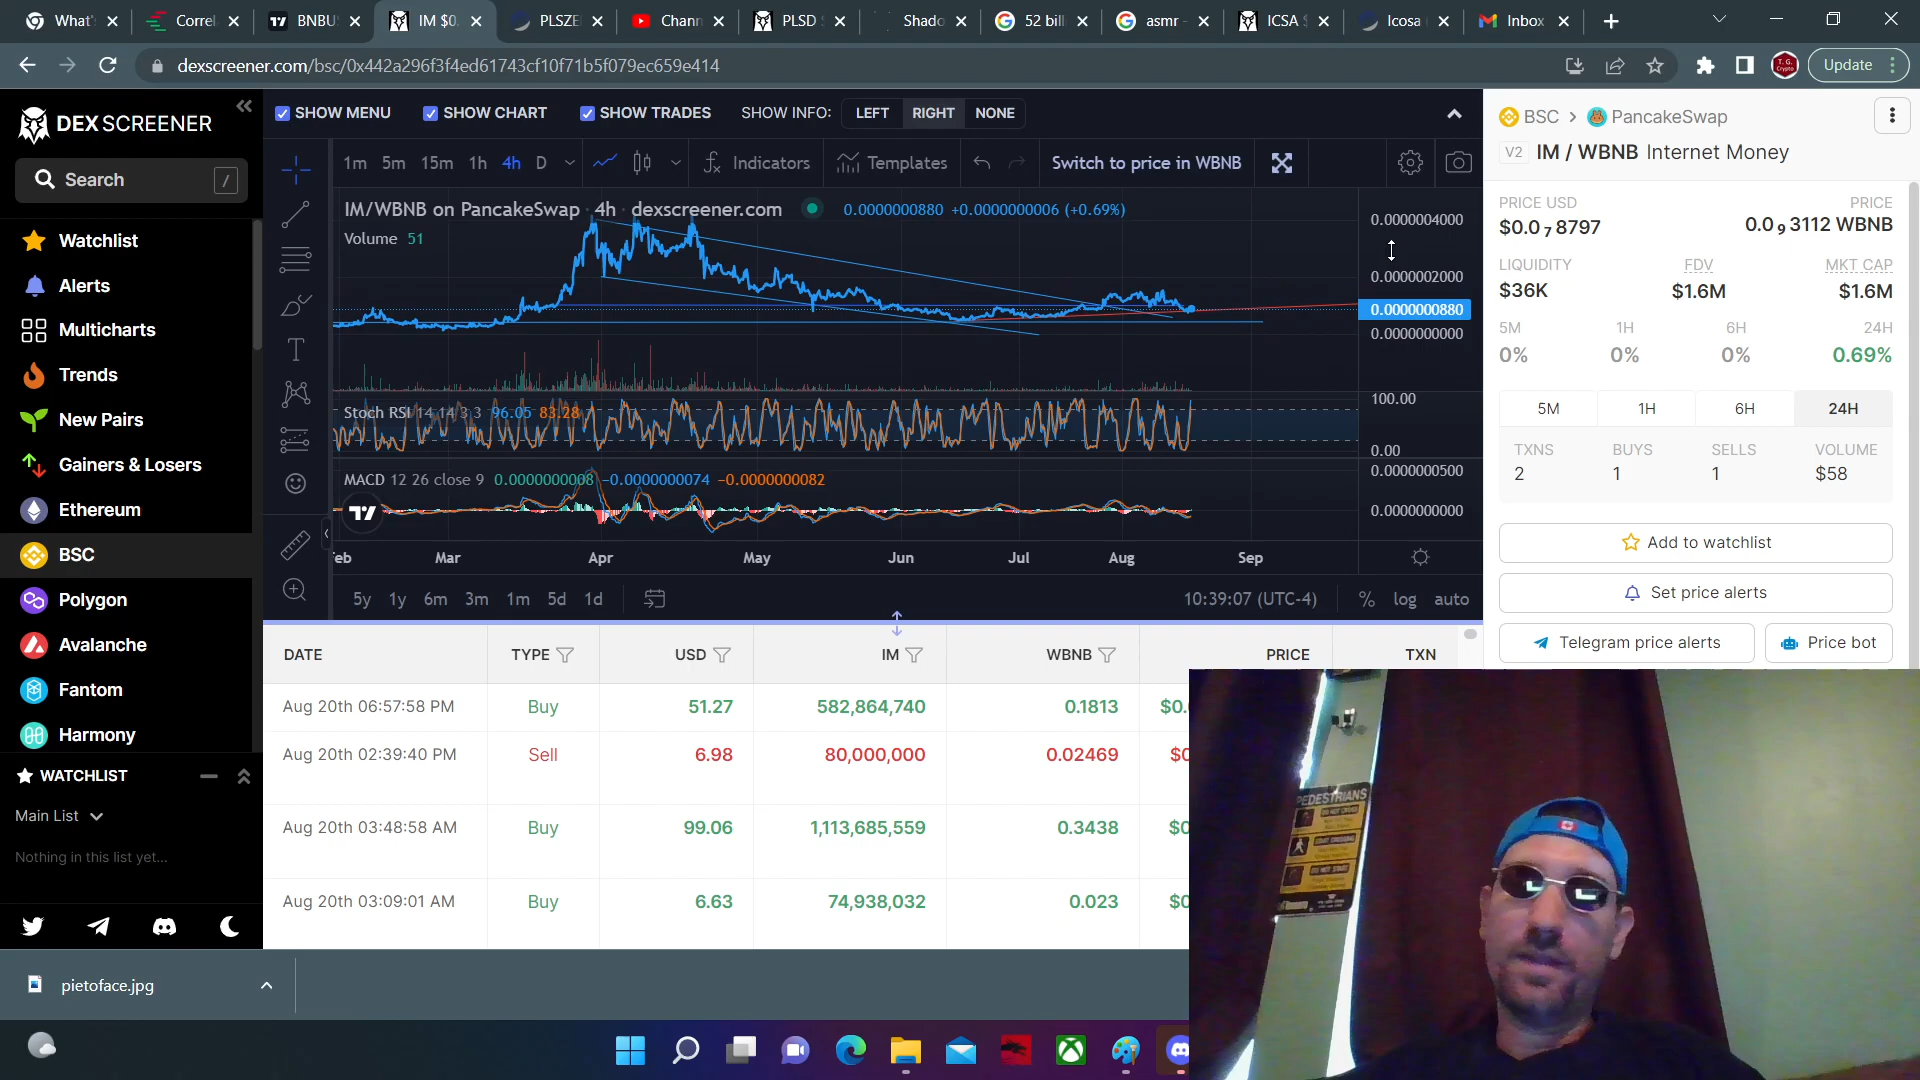 What's
Correl
BNBU
IM $0.
PLSZE
Chann
PLSD
Shado
52 bill
asmr
ICSA
Icosa
Inbox
dexscreener.com/bsc/0x442a296f3f4ed61743cf10f71b5f079ec659e414
Update
DEX SCREENER
Search /
Watchlist
Alerts
Multicharts
Trends
New Pairs
Gainers & Losers
Ethereum
BSC
Polygon
Avalanche
Fantom
Harmony
WATCHLIST
Main List
Nothing in this list yet...
SHOW MENU SHOW CHART SHOW TRADES SHOW INFO: LEFT RIGHT NONE
1m 5m 15m 1h 4h D Indicators Templates Switch to price in WBNB
IM/WBNB on PancakeSwap · 4h · dexscreener.com 0.0000000880 +0.0000000006 (+0.69%)
Volume 51
0.0000004000
0.0000002000
0.0000000880
0.0000000000
Stoch RSI 14 14 3 3 96.05 83.28
100.00
0.00
MACD 12 26 close 9 0.0000000008 −0.0000000074 −0.0000000082
0.0000000500
0.0000000000
Mar Apr May Jun Jul Aug Sep
5y 1y 6m 3m 1m 5d 1d 10:39:07 (UTC-4) % log auto
DATE TYPE USD IM WBNB PRICE TXN
Aug 20th 06:57:58 PM Buy 51.27 582,864,740 0.1813
Aug 20th 02:39:40 PM Sell 6.98 80,000,000 0.02469
Aug 20th 03:48:58 AM Buy 99.06 1,113,685,559 0.3438
Aug 20th 03:09:01 AM Buy 6.63 74,938,032 0.023
BSC > PancakeSwap
V2 IM / WBNB Internet Money
PRICE USD PRICE
$0.0₇8797 0.0₉3112 WBNB
LIQUIDITY FDV MKT CAP
$36K $1.6M $1.6M
5M 1H 6H 24H
0% 0% 0% 0.69%
5M 1H 6H 24H
TXNS BUYS SELLS VOLUME
2 1 1 $58
Add to watchlist
Set price alerts
Telegram price alerts Price bot
PEDESTRIANS
pietoface.jpg